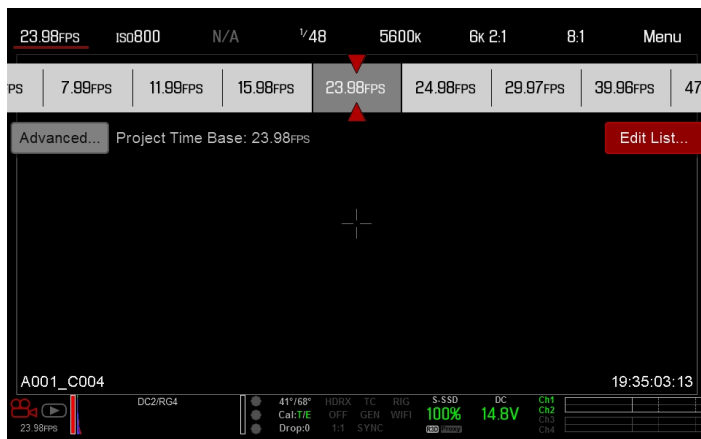 23.98FPS ISO800 N/A 1/48 5600K 6K 2:1 8:1 Menu
PS 7.99FPS 11.99FPS 15.98FPS 23.98FPS 24.98FPS 29.97FPS 39.96FPS 47
Advanced... Project Time Base: 23.98FPS Edit List...
A001_C004 19:35:03:13
DC2/RG4 41°/68° HDRX TC RIG S-SSD DC Ch1
Cal:T/E OFF GEN WIFI 100% 14.8V Ch2
Ch3
23.98FPS Drop:0 1:1 SYNC R3D Proxy Ch4